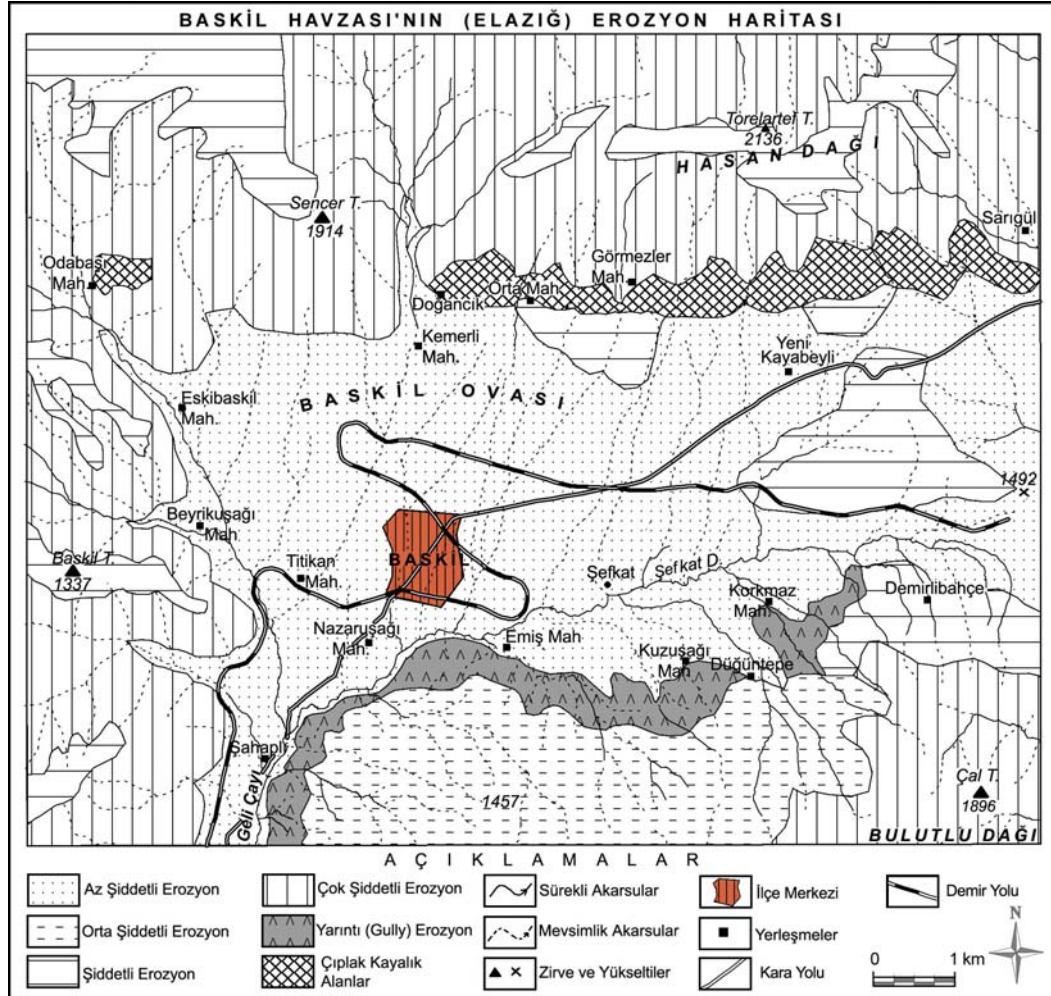 BASKİL HAVZASI'NIN (ELAZIĞ) EROZYON HARİTASI
Törelartef T.
2136
HASAN DAĞI
Sencer T.
1914
Sarıgül
Odabaşı
Mah.
Görmezler
Mah.
Orta Mah.
Doğancık
Kemerli
Mah.
Yeni
Kayabeyli
BASKİL OVASI
Eskibaskil
Mah.
1492
Beyrikuşağı
Mah
Baskil T.
1337
BASKİL
Titikan
Mah.
Şefkat
Şefkat D.
Korkmaz
Mah.
Demirlibahçe
Nazaruşağı
Mah.
Emiş Mah
Kuzuşağı
Mah
Düğüntepe
Şahaplı
Geli Çayı
1457
Çal T.
1896
BULUTLU DAĞI
AÇIKLAMALAR
Az Şiddetli Erozyon
Çok Şiddetli Erozyon
Sürekli Akarsular
İlçe Merkezi
Demir Yolu
Orta Şiddetli Erozyon
Yarıntı (Gully) Erozyon
Mevsimlik Akarsular
Yerleşmeler
N
Şiddetli Erozyon
Çıplak Kayalık
Alanlar
Zirve ve Yükseltiler
Kara Yolu
0 1 km